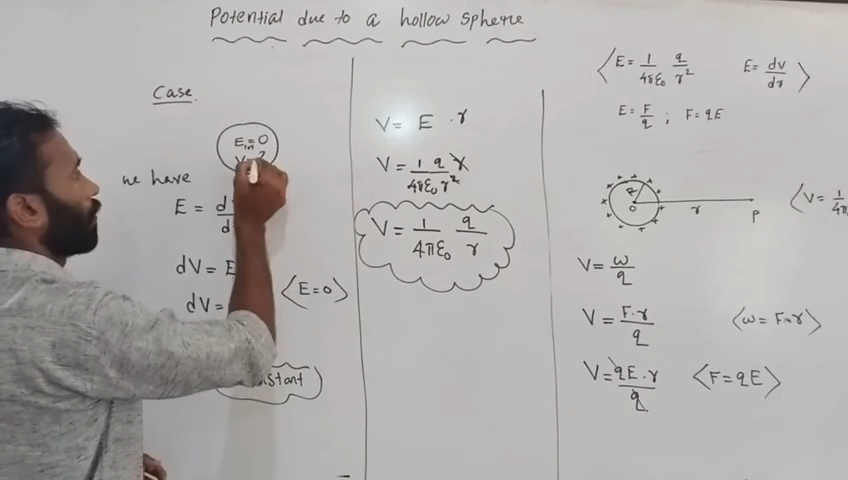 Potential due to a hollow sphere
Case.
E_in = 0
we have
E = d
dV = E
dV =
⟨E=0⟩
V = E · r
V = 1/4πε₀ q/r² r
V = 1/4πε₀ q/r
⟨E = 1/4πε₀ q/r² E = dv/dr⟩
E = F/q ; F = qE
R
O r P
⟨V = 1/4π
V = ω/q
V = F·r/q ⟨ω = F·r⟩
V = qE·r/q ⟨F = qE⟩